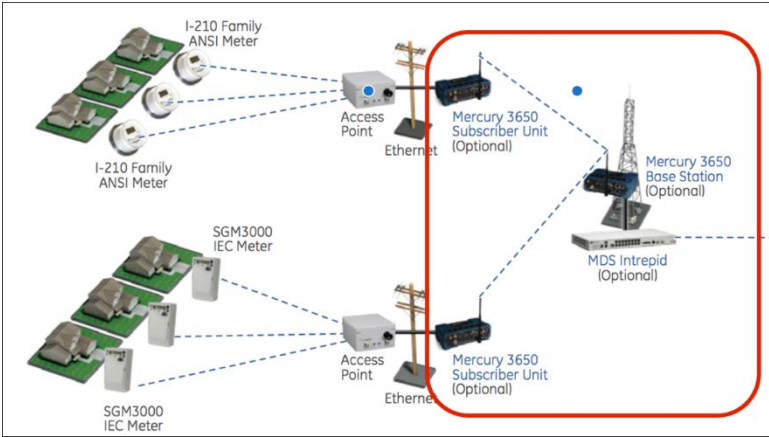 I-210 Family
ANSI Meter
I-210 Family
ANSI Meter
Access
Point
Ethernet
Mercury 3650
Subscriber Unit
(Optional)
Mercury 3650
Base Station
(Optional)
MDS Intrepid
(Optional)
SGM3000
IEC Meter
SGM3000
IEC Meter
Access
Point
Ethernet
Mercury 3650
Subscriber Unit
(Optional)